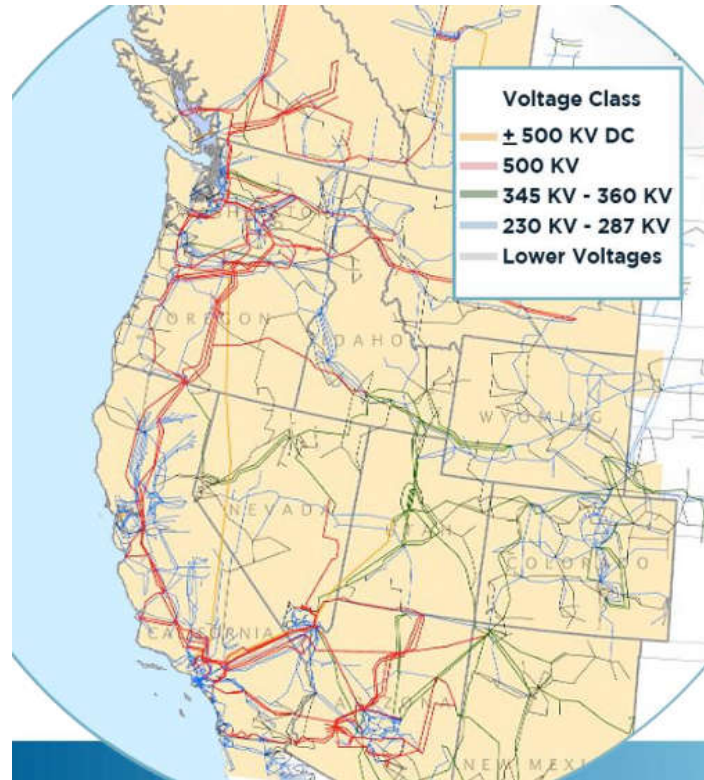 Voltage Class
± 500 KV DC
500 KV
345 KV - 360 KV
230 KV - 287 KV
Lower Voltages
OREGON
IDAHO
WYOMING
NEVADA
UTAH
COLORADO
CALIFORNIA
NEW MEXI